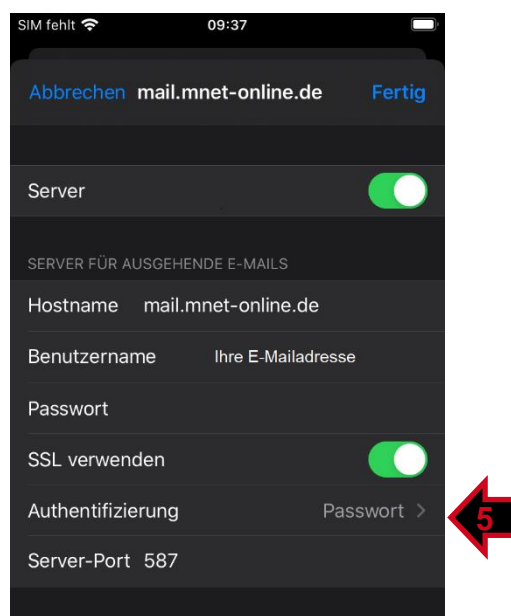 SIM fehlt 09:37
Abbrechen mail.mnet-online.de Fertig
Server
SERVER FÜR AUSGEHENDE E-MAILS
Hostname mail.mnet-online.de
Benutzername Ihre E-Mailadresse
Passwort
SSL verwenden
Authentifizierung Passwort >
5
Server-Port 587